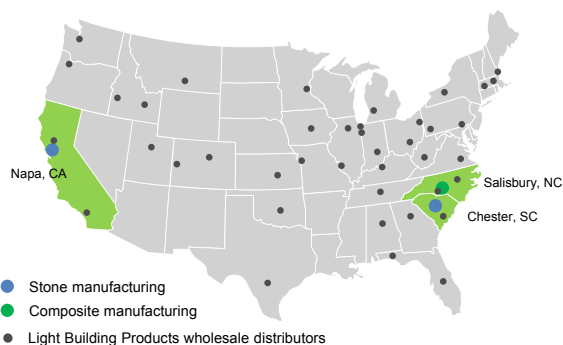 Napa, CA
Salisbury, NC
Chester, SC
Stone manufacturing
Composite manufacturing
Light Building Products wholesale distributors